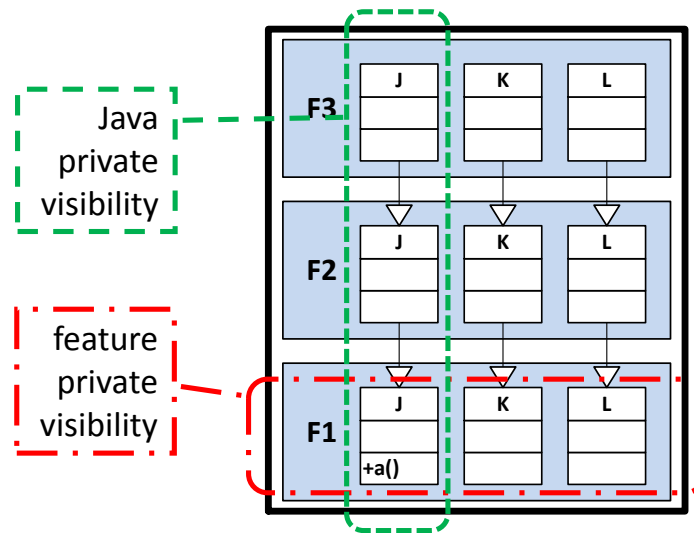 Java
private
visibility
feature
private
visibility
F3
J
K
L
F2
J
K
L
F1
J
K
L
+a()